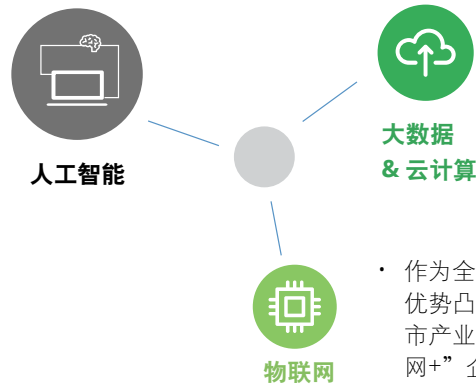 人工智能
大数据
& 云计算
物联网
· 作为全
优势凸
市产业
网+”